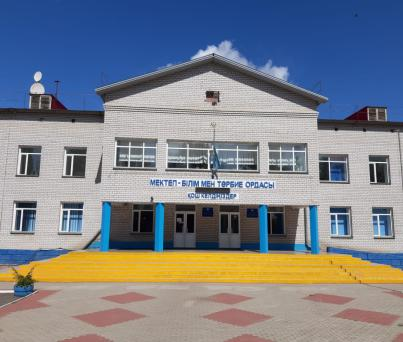 МЕКТЕП - БІЛІМ МЕН ТӘРБИЕ ОРДАСЫ
ҚОШ КЕЛДІҢІЗДЕР